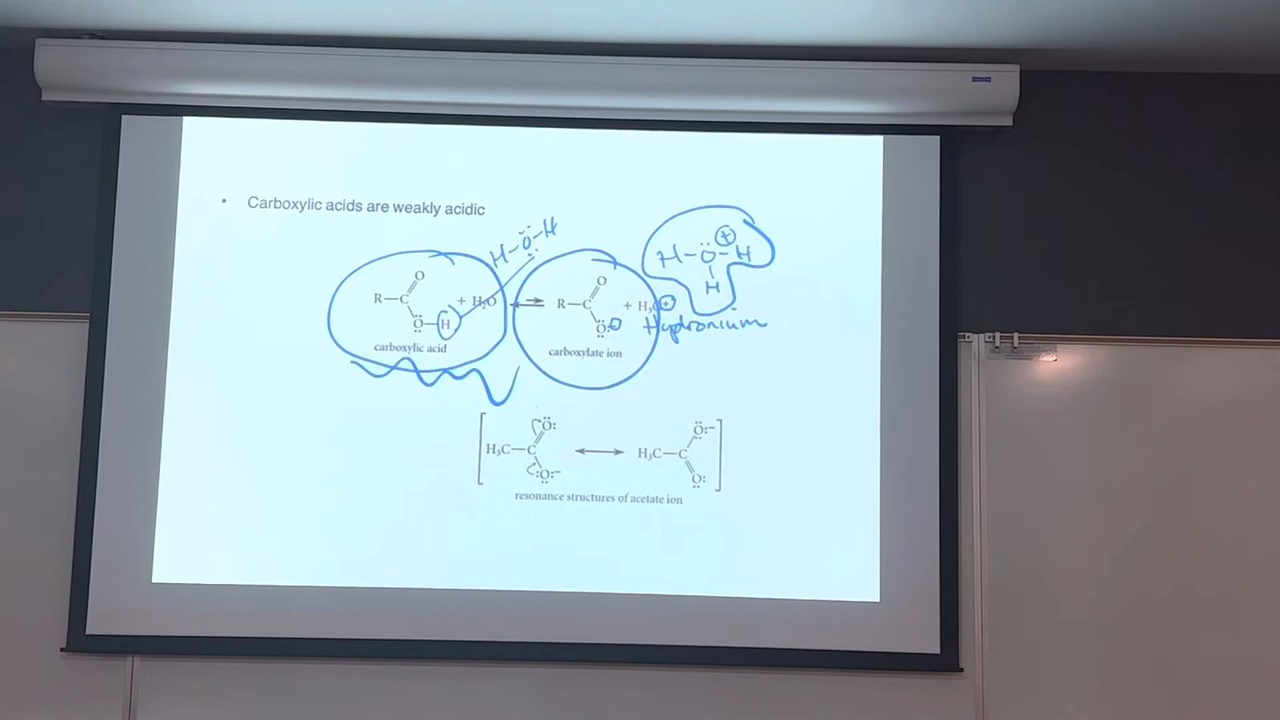 • Carboxylic acids are weakly acidic
H-Ö-H
H-Ö-H
⊕
H
O
R—C
Ö—H
+ H₂O
⇌
O
R—C
Ö:⊖
+ H₃O⊕
Hydronium
carboxylic acid
carboxylate ion
Ö:
H₃C—C
:Ö:⁻
⟷
Ö:⁻
H₃C—C
O:
resonance structures of acetate ion